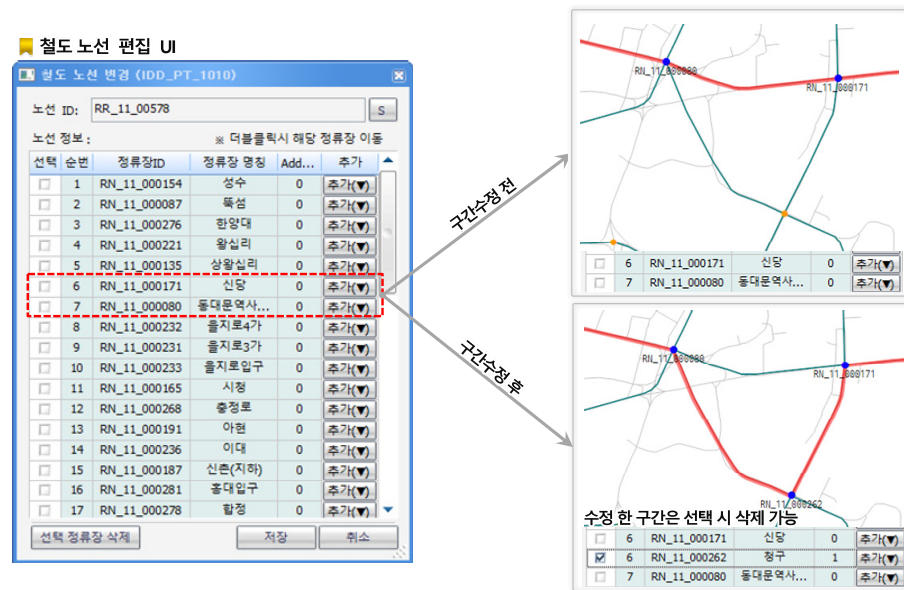 철도 노선 편집 UI
철도 노선 변경 (IDD_PT_1010)
노선 ID: RR_11_00578 S
노선 정보 : ※ 더블클릭시 해당 정류장 이동
선택 순번 정류장ID 정류장 명칭 Add... 추가
1 RN_11_000154 성수 0 추가(▼)
2 RN_11_000087 뚝섬 0 추가(▼)
3 RN_11_000276 한양대 0 추가(▼)
4 RN_11_000221 왕십리 0 추가(▼)
5 RN_11_000135 상왕십리 0 추가(▼)
6 RN_11_000171 신당 0 추가(▼)
7 RN_11_000080 동대문역사... 0 추가(▼)
8 RN_11_000232 을지로4가 0 추가(▼)
9 RN_11_000231 을지로3가 0 추가(▼)
10 RN_11_000233 을지로입구 0 추가(▼)
11 RN_11_000165 시청 0 추가(▼)
12 RN_11_000268 충정로 0 추가(▼)
13 RN_11_000191 아현 0 추가(▼)
14 RN_11_000236 이대 0 추가(▼)
15 RN_11_000187 신촌(지하) 0 추가(▼)
16 RN_11_000281 홍대입구 0 추가(▼)
17 RN_11_000278 합정 0 추가(▼)
선택 정류장 삭제 저장 취소
구간수정 전
구간수정 후
RN_11_000080
RN_11_000171
6 RN_11_000171 신당 0 추가(▼)
7 RN_11_000080 동대문역사... 0 추가(▼)
RN_11_000080
RN_11_000171
RN_11_000262
수정 한 구간은 선택 시 삭제 가능
6 RN_11_000171 신당 0 추가(▼)
6 RN_11_000262 청구 1 추가(▼)
7 RN_11_000080 동대문역사... 0 추가(▼)